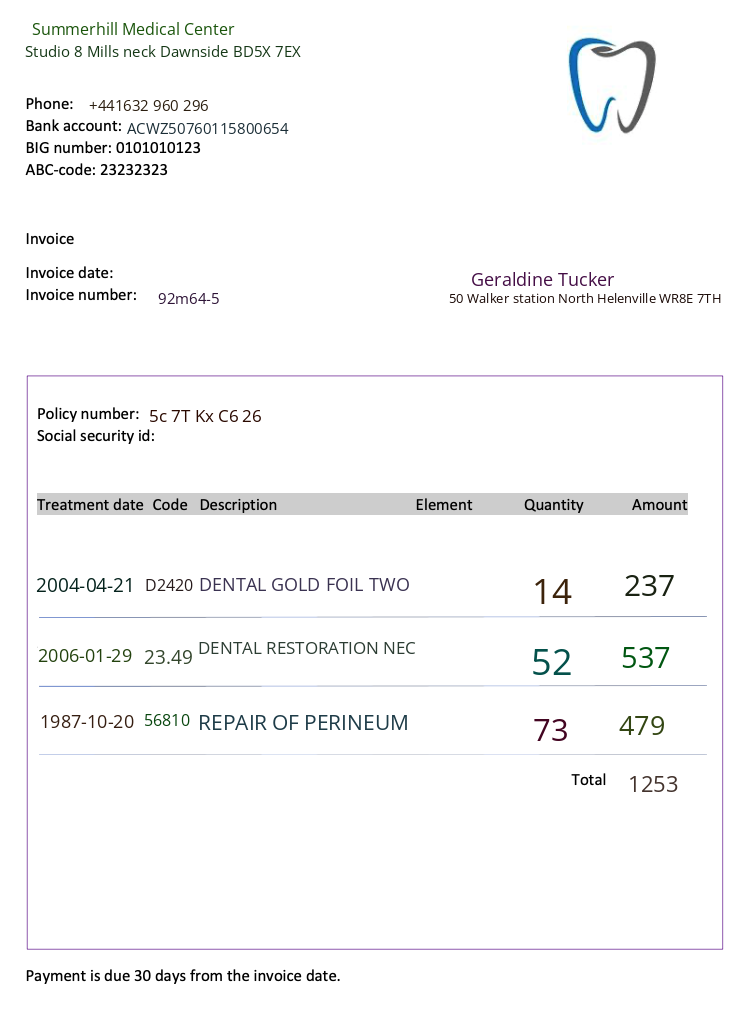 Summerhill Medical Center
Studio 8 Mills neck Dawnside BD5X 7EX
Phone: +441632 960 296
Bank account: ACWZ50760115800654
BIG number: 0101010123
ABC-code: 23232323
Invoice
Invoice date:
Invoice number: 92m64-5
Geraldine Tucker
50 Walker station North Helenville WR8E 7TH
Policy number: 5c 7T Kx C6 26
Social security id:
Treatment date Code Description Element Quantity Amount
2004-04-21 D2420 DENTAL GOLD FOIL TWO 14 237
2006-01-29 23.49 DENTAL RESTORATION NEC 52 537
1987-10-20 56810 REPAIR OF PERINEUM 73 479
Total 1253
Payment is due 30 days from the invoice date.